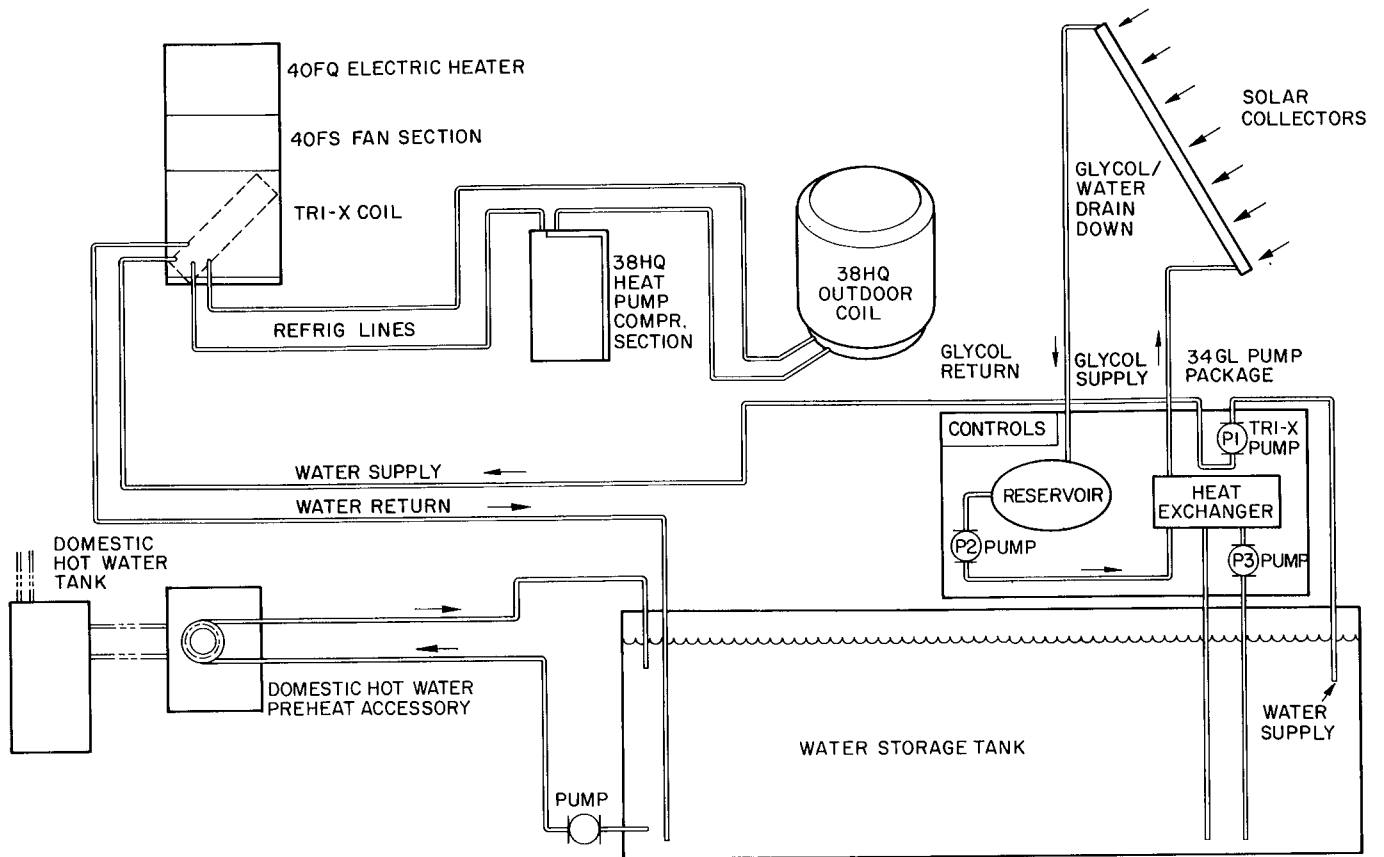 40FQ ELECTRIC HEATER
40FS FAN SECTION
TRI-X COIL
REFRIG LINES
38HQ
HEAT
PUMP
COMPR.
SECTION
38HQ
OUTDOOR
COIL
SOLAR
COLLECTORS
GLYCOL/
WATER
DRAIN
DOWN
GLYCOL
RETURN
GLYCOL
SUPPLY
34GL PUMP
PACKAGE
CONTROLS
P1
TRI-X
PUMP
RESERVOIR
HEAT
EXCHANGER
P2 PUMP
P3 PUMP
WATER SUPPLY
WATER RETURN
DOMESTIC
HOT WATER
TANK
DOMESTIC HOT WATER
PREHEAT ACCESSORY
PUMP
WATER STORAGE TANK
WATER
SUPPLY